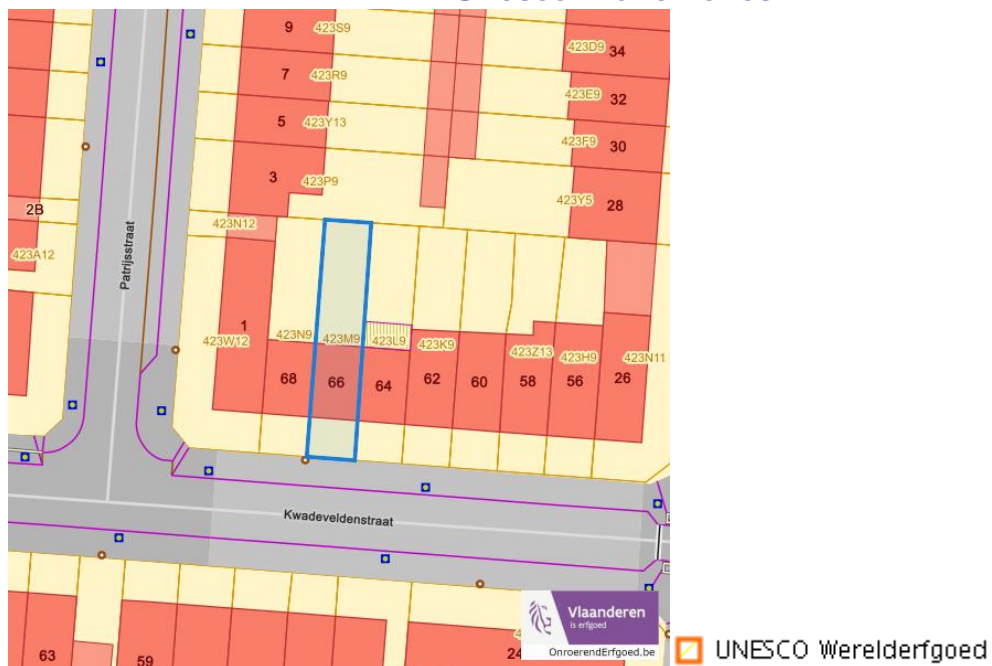 9 423S9
423D9 34
7 423R9
423E9 32
5 423Y13
423F9 30
3 423P9
423Y5 28
2B
423N12
423A12
Patrijsstraat
1
423W12 423N9 423M9 423L9 423K9 423Z13 423H9 423N11
68 66 64 62 60 58 56 26
Kwadeveldenstraat
63 59 24
Vlaanderen
is erfgoed
OnroerendErfgoed.be
UNESCO Werelderfgoed